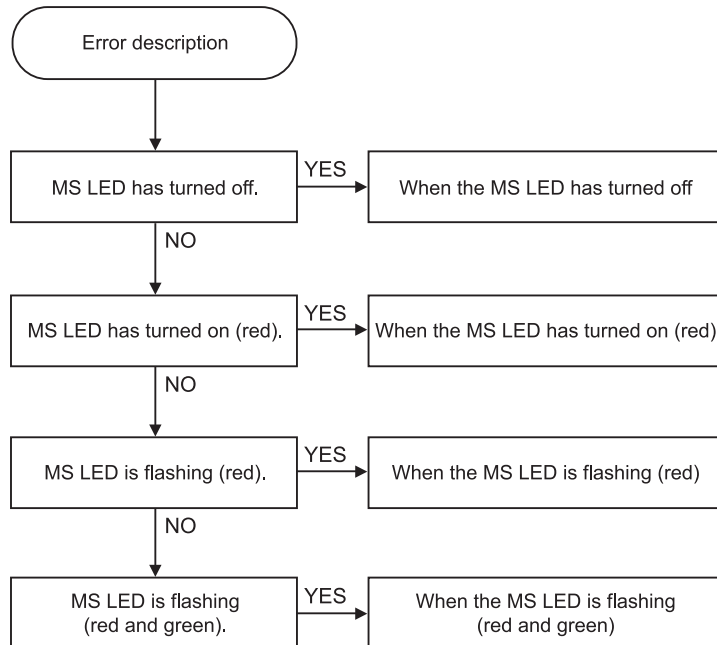 Error description
MS LED has turned off.
YES
When the MS LED has turned off
NO
MS LED has turned on (red).
YES
When the MS LED has turned on (red)
NO
MS LED is flashing (red).
YES
When the MS LED is flashing (red)
NO
MS LED is flashing
(red and green).
YES
When the MS LED is flashing
(red and green)